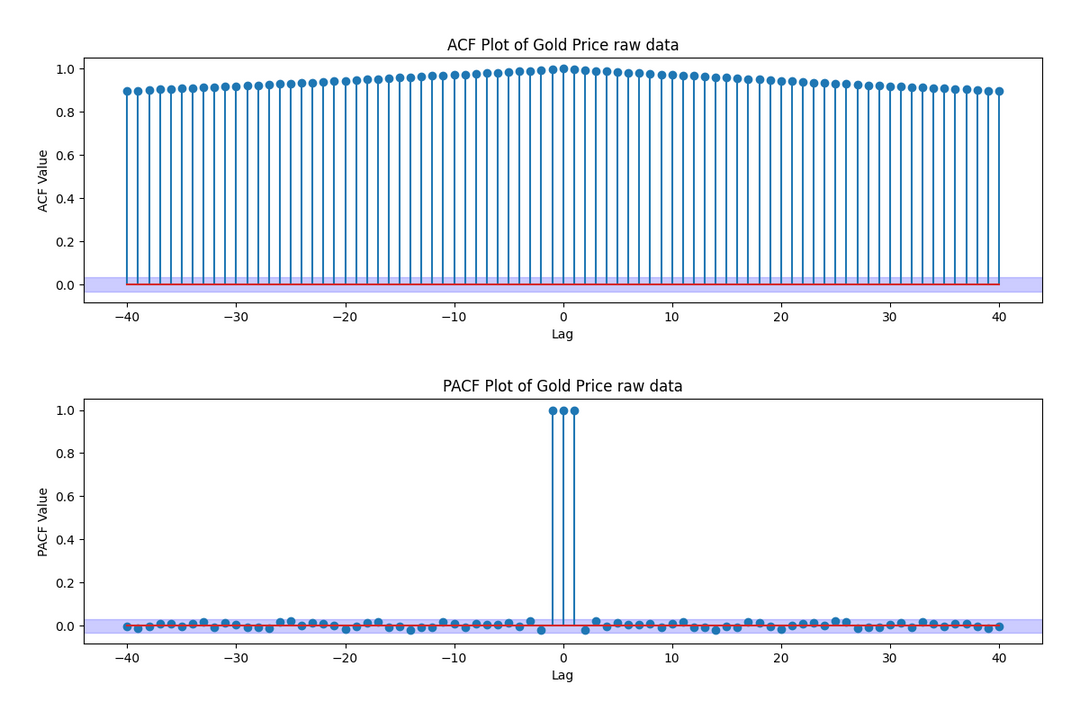 ACF Plot of Gold Price raw data
1.0
0.8
0.6
0.4
0.2
0.0
ACF Value
−40 −30 −20 −10 0 10 20 30 40
Lag
PACF Plot of Gold Price raw data
1.0
0.8
0.6
0.4
0.2
0.0
PACF Value
−40 −30 −20 −10 0 10 20 30 40
Lag